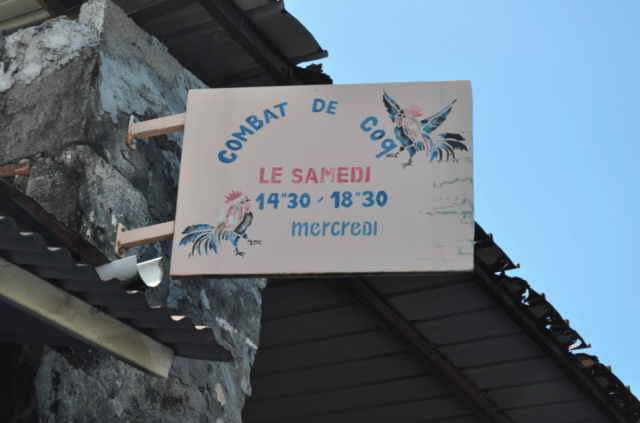 COMBAT DE Coq
LE SAMEDI
14"30 - 18"30
mercreDI